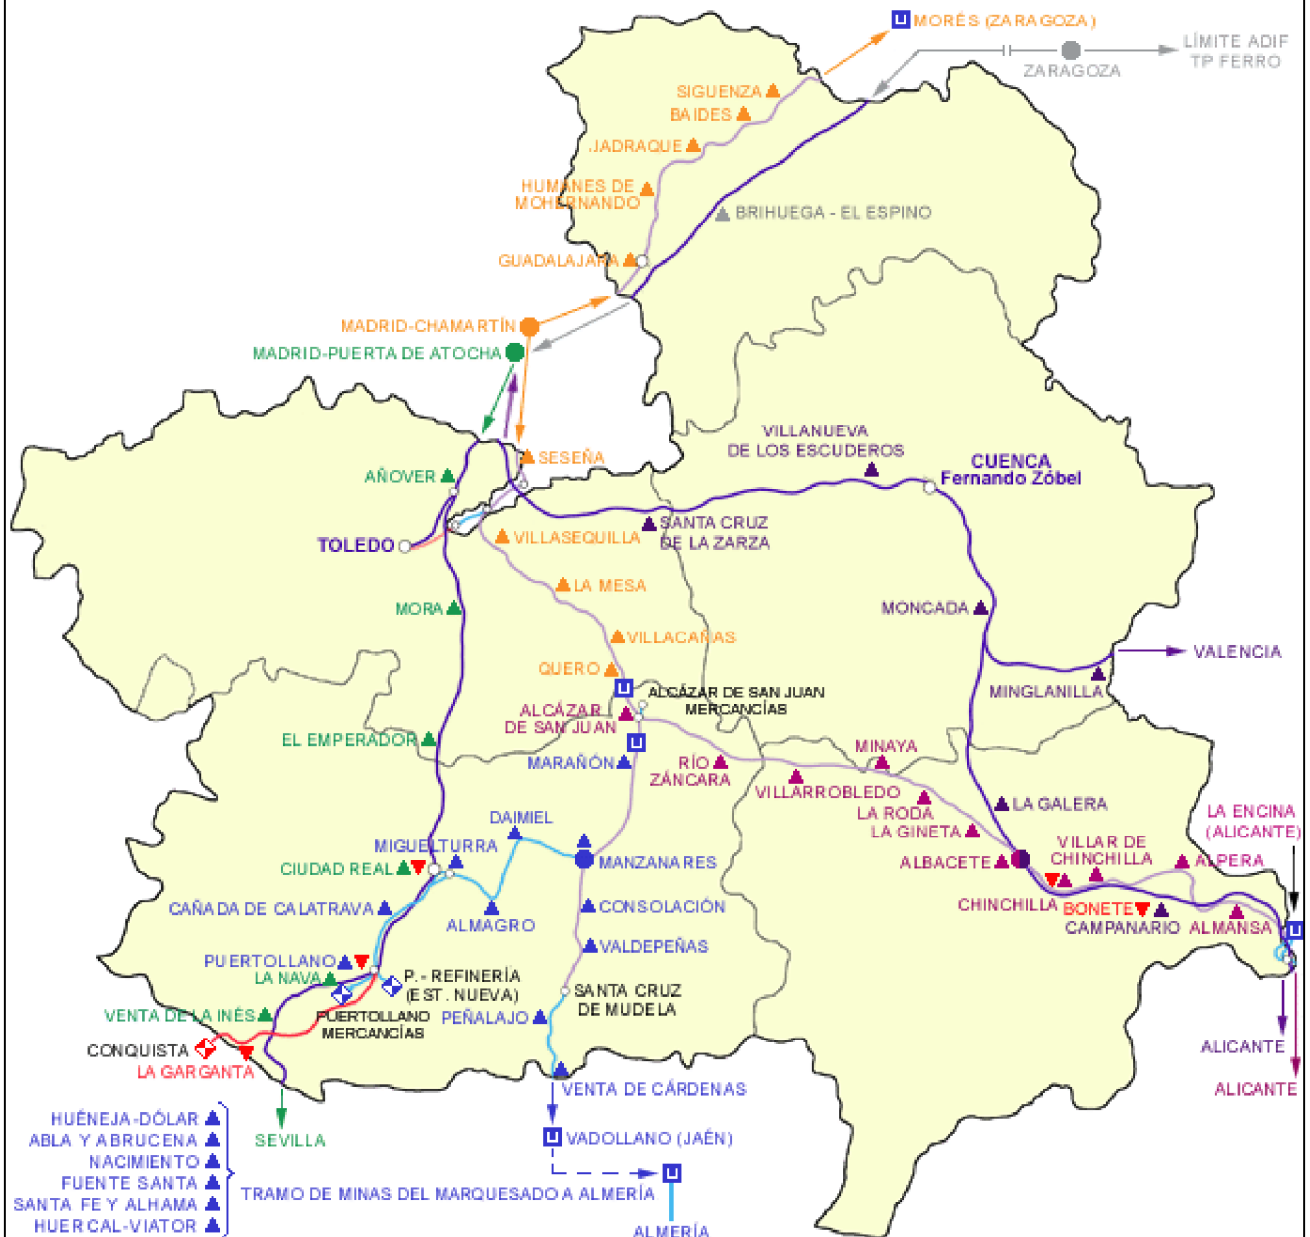 MORÉS (ZARAGOZA)
LÍMITE ADIF
TP FERRO
ZARAGOZA
SIGUENZA
BAIDES
JADRAQUE
HUMANES DE
MOHERNANDO
BRIHUEGA - EL ESPINO
GUADALAJARA
MADRID-CHAMARTÍN
MADRID-PUERTA DE ATOCHA
VILLANUEVA
DE LOS ESCUDEROS
CUENCA
Fernando Zóbel
SESEÑA
AÑOVER
SANTA CRUZ
DE LA ZARZA
VILLASEQUILLA
TOLEDO
LA MESA
MORA
MONCADA
VILLACAÑAS
VALENCIA
QUERO
MINGLANILLA
ALCÁZAR DE SAN JUAN
MERCANCÍAS
ALCÁZAR
DE SAN JUAN
EL EMPERADOR
MARAÑÓN
RÍO
ZÁNCARA
MINAYA
VILLARROBLEDO
LA RODA
LA GINETA
LA GALERA
LA ENCINA
(ALICANTE)
DAIMIEL
MIGUELTURRA
CIUDAD REAL
MANZANARES
ALBACETE
VILLAR DE
CHINCHILLA
ALPERA
CHINCHILLA
BONETE
CAMPANARIO
ALMANSA
CAÑADA DE CALATRAVA
ALMAGRO
CONSOLACIÓN
VALDEPEÑAS
PUERTOLLANO
LA NAVA
P.- REFINERÍA
(EST. NUEVA)
SANTA CRUZ
DE MUDELA
VENTA DE LA INÉS
PUERTOLLANO
MERCANCÍAS
PEÑALAJO
CONQUISTA
LA GARGANTA
ALICANTE
ALICANTE
VENTA DE CÁRDENAS
SEVILLA
VADOLLANO (JAÉN)
HUÉNEJA-DÓLAR
ABLA Y ABRUCENA
NACIMIENTO
FUENTE SANTA
SANTA FE Y ALHAMA
HUERCAL-VIATOR
TRAMO DE MINAS DEL MARQUESADO A ALMERÍA
ALMERÍA